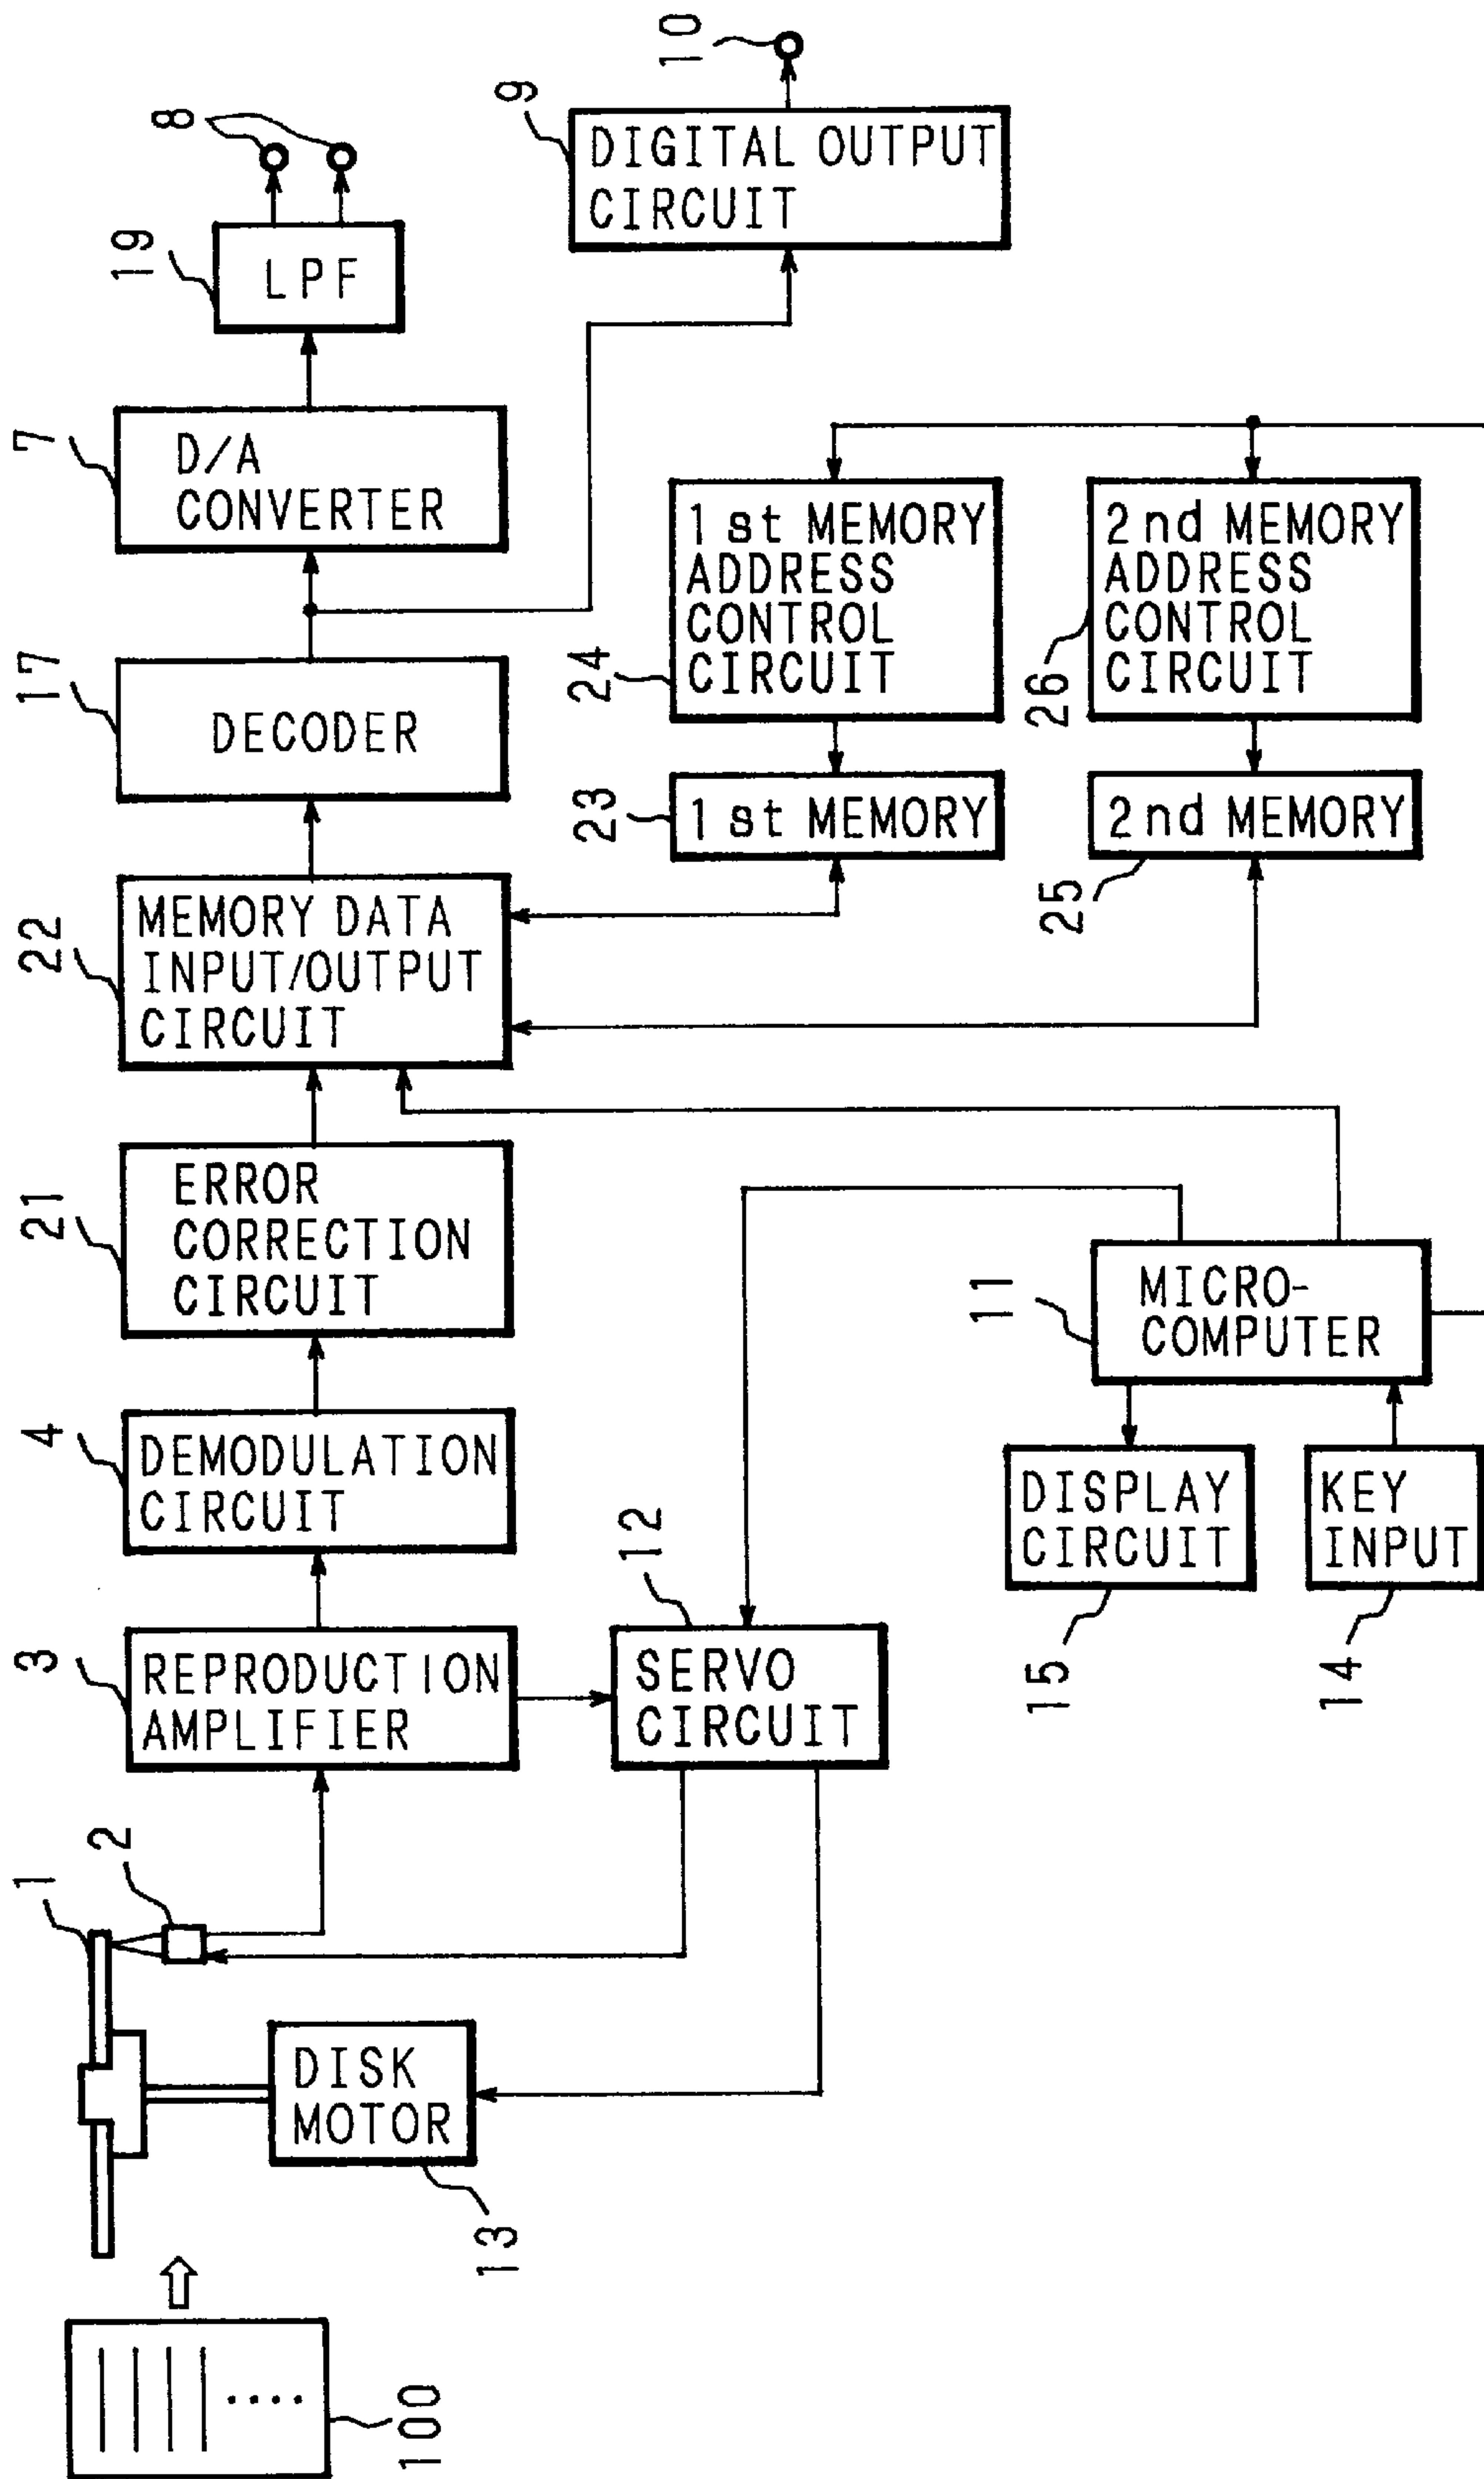 1
2
3
REPRODUCTION
AMPLIFIER
4
DEMODULATION
CIRCUIT
21
ERROR
CORRECTION
CIRCUIT
22
MEMORY DATA
INPUT/OUTPUT
CIRCUIT
17
DECODER
7
D/A
CONVERTER
19
LPF
8
9
DIGITAL OUTPUT
CIRCUIT
10
100
DISK
MOTOR
13
12
SERVO
CIRCUIT
23
1st MEMORY
24
1st MEMORY
ADDRESS
CONTROL
CIRCUIT
11
MICRO-
COMPUTER
25
2nd MEMORY
26
2nd MEMORY
ADDRESS
CONTROL
CIRCUIT
DISPLAY
CIRCUIT
15
KEY
INPUT
14